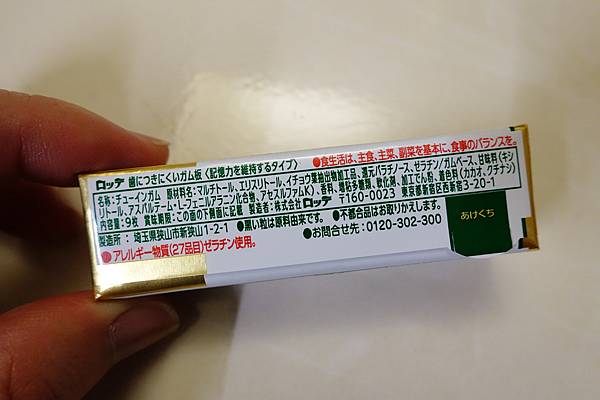 ロッテ 歯につきにくいガム板〈記憶力を維持するタイプ〉
●食生活は、主食、主菜、副菜を基本に、食事のバランスを。
名称:チューインガム 原材料名:マルチトール、エリスリトール、イチョウ葉抽出物加工品、還元パラチノース、ゼラチン/ガムベース、甘味料(キシ
リトール、アスパルテーム・L-フェニルアラニン化合物、アセスルファムK)、香料、増粘多糖類、軟化剤、加工でん粉、着色料(カカオ、クチナシ)
内容量:9枚 賞味期限:この面の下横面に記載 製造者:株式会社ロッテ 〒160-0023 東京都新宿区西新宿3-20-1
製造所:埼玉県狭山市新狭山1-2-1 ●黒い粒は原料由来です。 ●不都合品はお取りかえします。
●お問合せ先:0120-302-300
アレルギー物質(27品目)ゼラチン使用。
あけくち